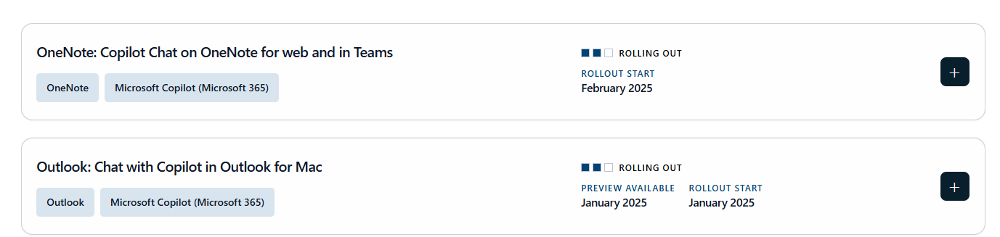 OneNote: Copilot Chat on OneNote for web and in Teams
OneNote
Microsoft Copilot (Microsoft 365)
ROLLING OUT
ROLLOUT START
February 2025
Outlook: Chat with Copilot in Outlook for Mac
Outlook
Microsoft Copilot (Microsoft 365)
ROLLING OUT
PREVIEW AVAILABLE
January 2025
ROLLOUT START
January 2025